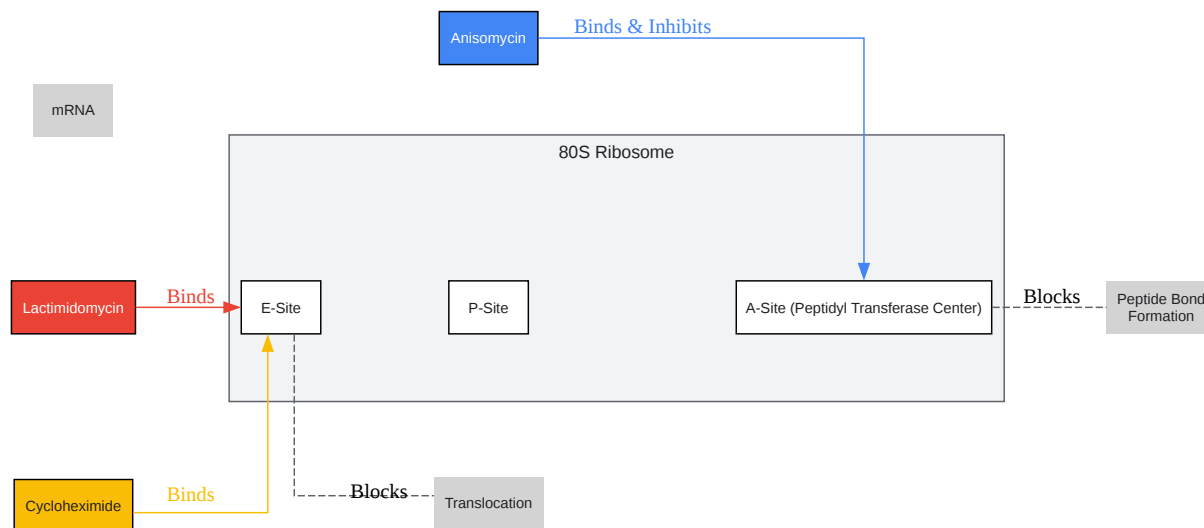 Anisomycin
Binds & Inhibits
mRNA
80S Ribosome
Lactimidomycin
Binds
E-Site
P-Site
A-Site (Peptidyl Transferase Center)
Blocks
Peptide Bond
Formation
Cycloheximide
Binds
Blocks
Translocation